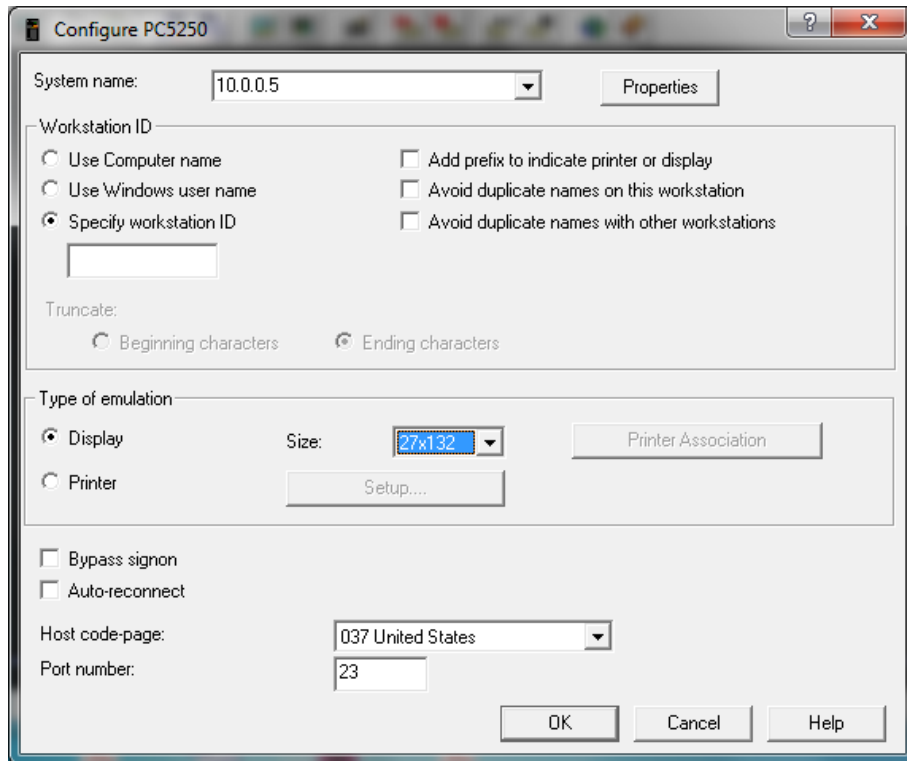 Configure PC5250
System name: 10.0.0.5 Properties
Workstation ID
Use Computer name Add prefix to indicate printer or display
Use Windows user name Avoid duplicate names on this workstation
Specify workstation ID Avoid duplicate names with other workstations
Truncate:
Beginning characters Ending characters
Type of emulation
Display Size: 27x132 Printer Association
Printer Setup....
Bypass signon
Auto-reconnect
Host code-page: 037 United States
Port number: 23
OK Cancel Help